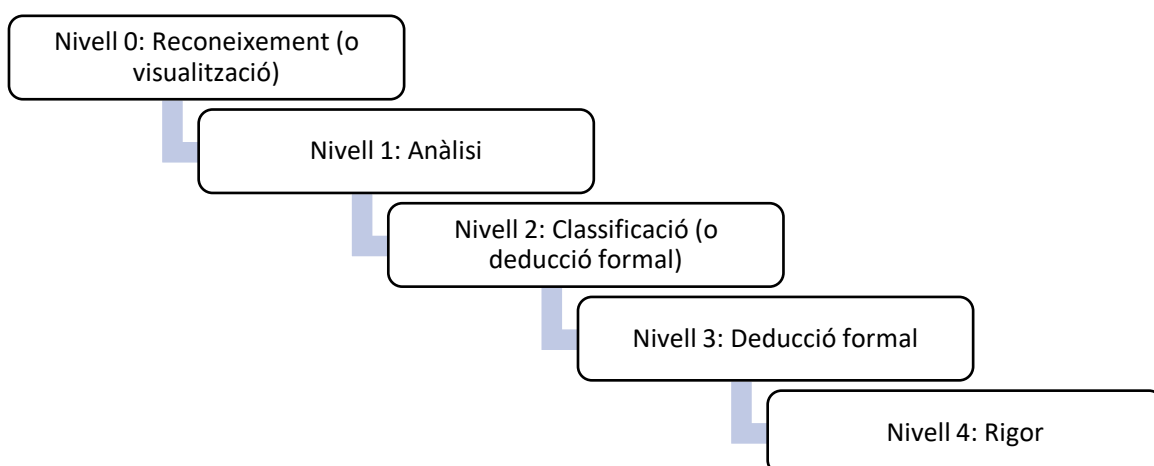 Nivell 0: Reconeixement (o
visualització)
Nivell 1: Anàlisi
Nivell 2: Classificació (o
deducció formal)
Nivell 3: Deducció formal
Nivell 4: Rigor